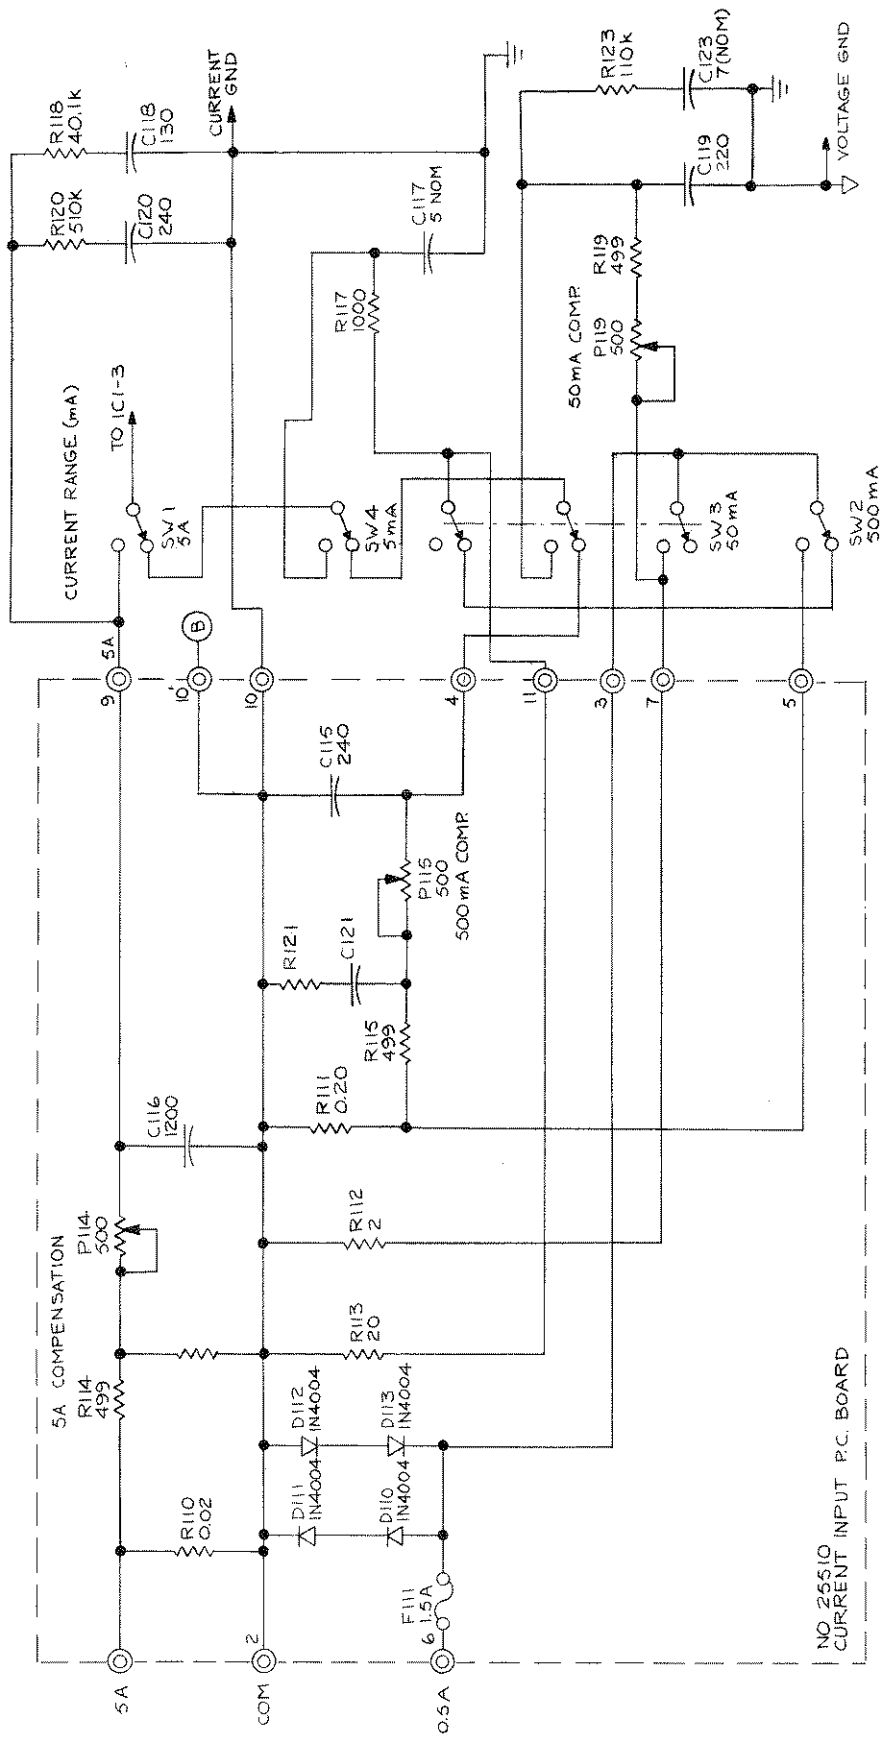 CURRENT RANGE (mA)
5A COMPENSATION
R114
499
P114
500
C116
1200
9
5A
TO IC1-3
SW1
5A
R120
510K
R118
40.1K
C120
240
C118
130
CURRENT
GND
5A
R110
0.02
10'
B
10
COM
2
D111
1N4004
D112
1N4004
D110
1N4004
D113
1N4004
R113
20
R112
2
R111
0.20
R121
C121
R115
499
P115
500
500mA COMP.
C115
240
4
SW4
5mA
R117
1000
C117
5 NOM
0.5A
6
F111
1.5A
11
3
7
5
SW3
50mA
SW2
500mA
50mA COMP.
P119
500
R119
499
C119
220
R123
110K
C123
7(NOM)
VOLTAGE GND
NO 25510
CURRENT INPUT P.C. BOARD